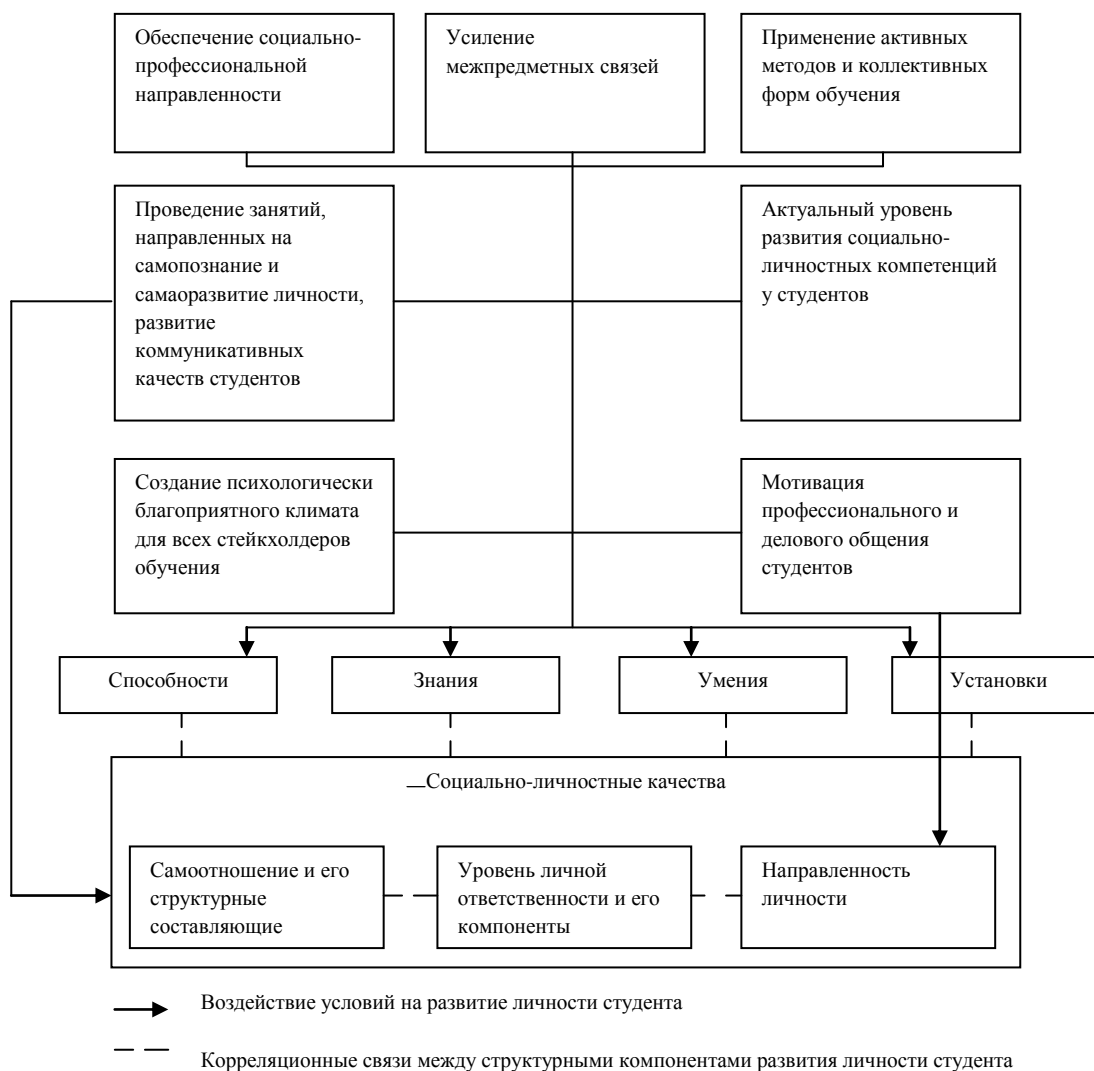 Обеспечение социально-
профессиональной
направленности
Усиление
межпредметных связей
Применение активных
методов и коллективных
форм обучения
Проведение занятий,
направленных на
самопознание и
самаоразвитие личности,
развитие
коммуникативных
качеств студентов
Актуальный уровень
развития социально-
личностных компетенций
у студентов
Создание психологически
благоприятного климата
для всех стейкхолдеров
обучения
Мотивация
профессионального и
делового общения
студентов
Способности
Знания
Умения
Установки
Социально-личностные качества
Самоотношение и его
структурные
составляющие
Уровень личной
ответственности и его
компоненты
Направленность
личности
Воздействие условий на развитие личности студента
Корреляционные связи между структурными компонентами развития личности студента